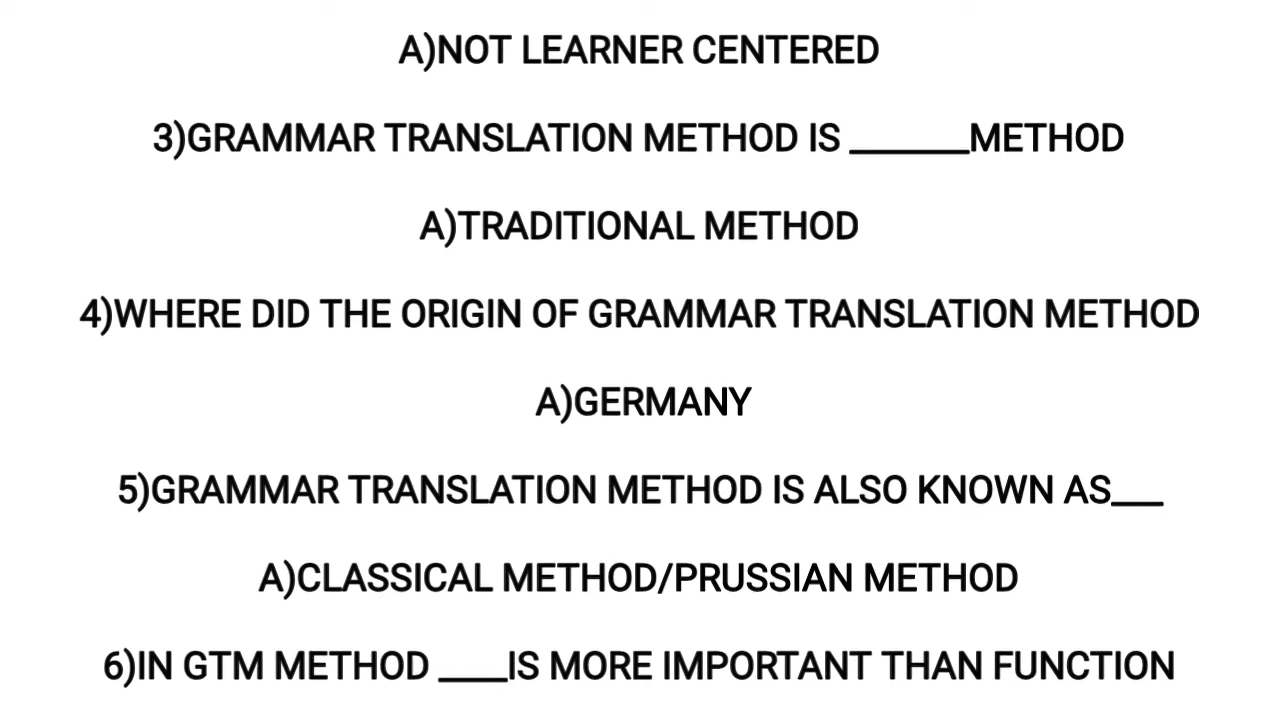 A)NOT LEARNER CENTERED
3)GRAMMAR TRANSLATION METHOD IS _______METHOD
A)TRADITIONAL METHOD
4)WHERE DID THE ORIGIN OF GRAMMAR TRANSLATION METHOD
A)GERMANY
5)GRAMMAR TRANSLATION METHOD IS ALSO KNOWN AS___
A)CLASSICAL METHOD/PRUSSIAN METHOD
6)IN GTM METHOD ____IS MORE IMPORTANT THAN FUNCTION